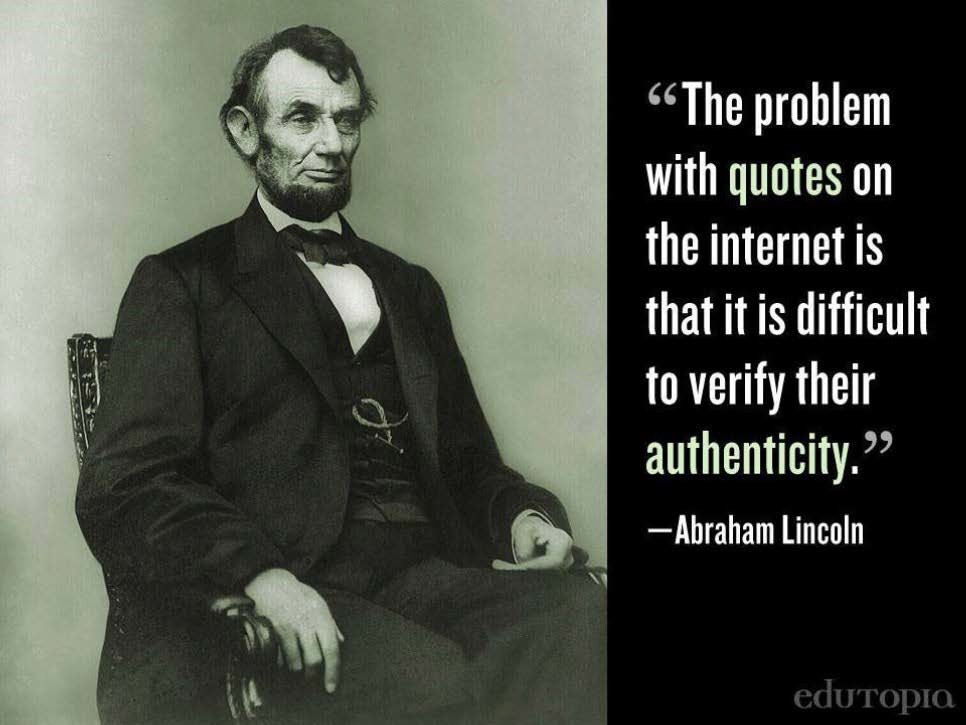 “The problem
with quotes on
the internet is
that it is difficult
to verify their
authenticity.”
—Abraham Lincoln
eduTopia